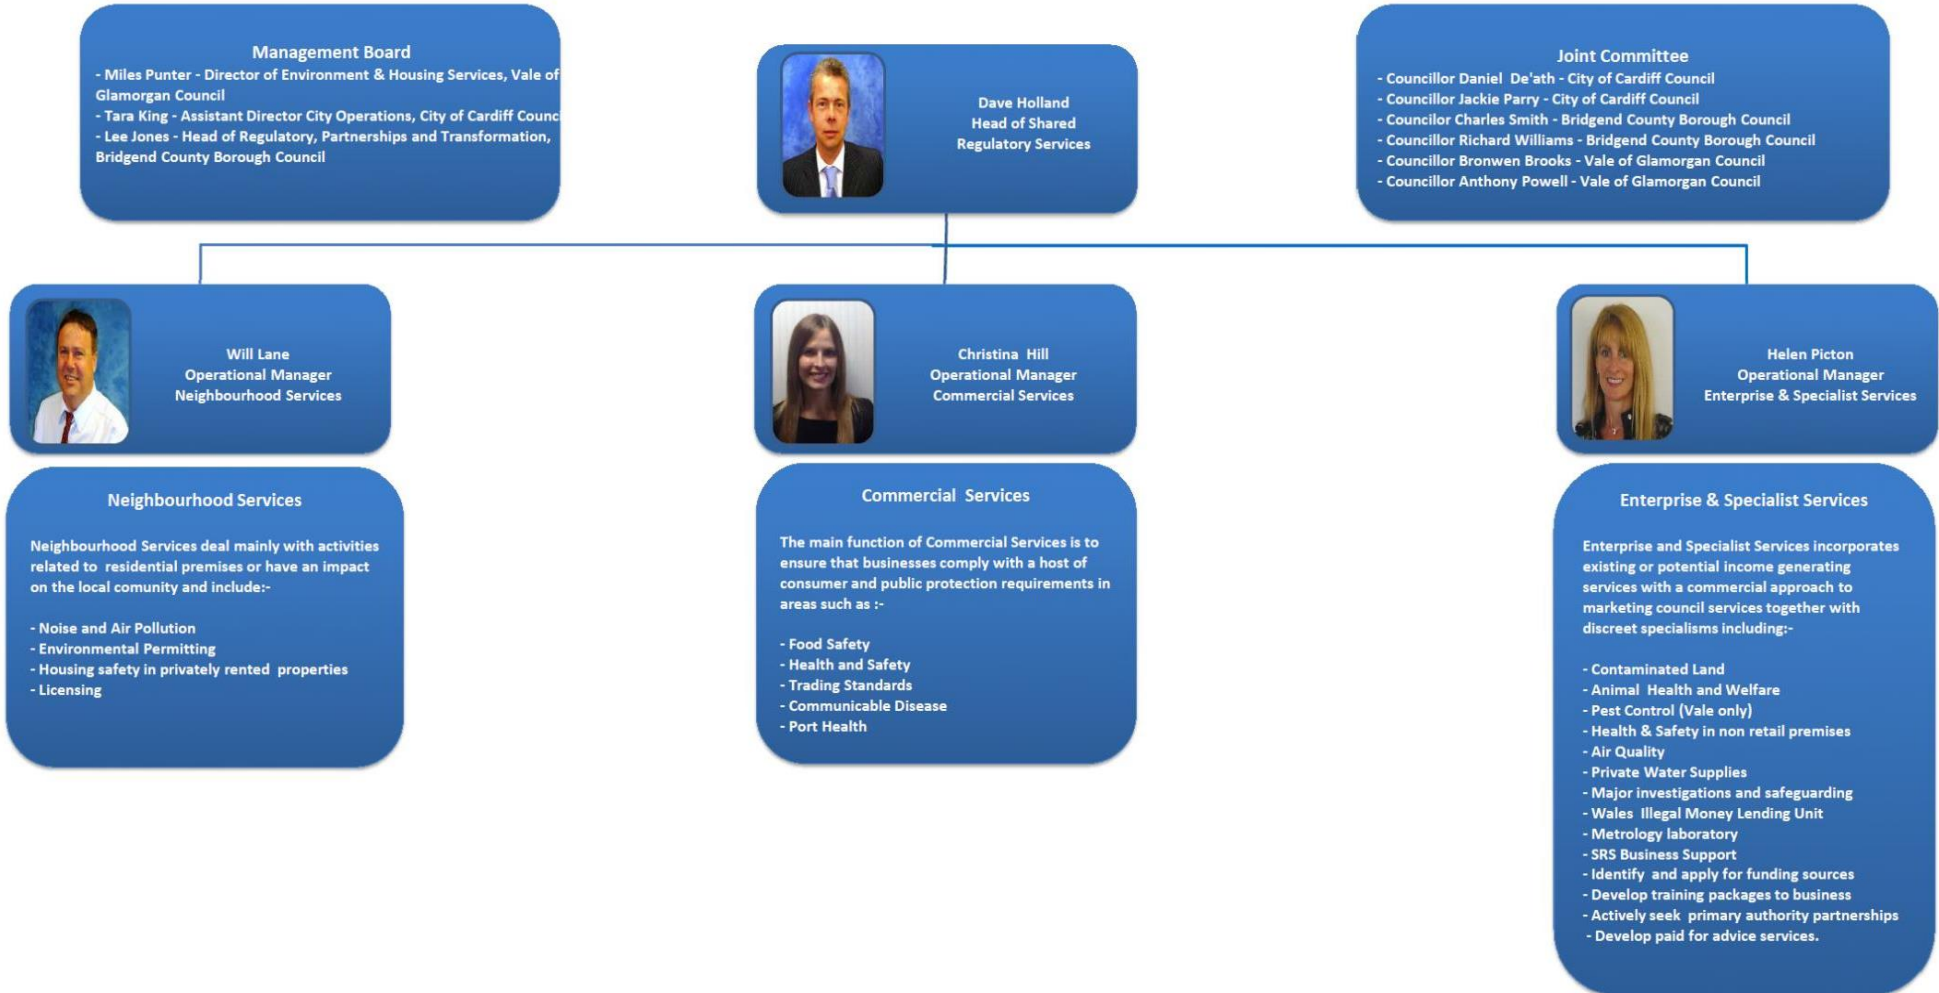 Management Board
- Miles Punter - Director of Environment & Housing Services, Vale of
Glamorgan Council
- Tara King - Assistant Director City Operations, City of Cardiff Counc
- Lee Jones - Head of Regulatory, Partnerships and Transformation,
Bridgend County Borough Council
Dave Holland
Head of Shared
Regulatory Services
Joint Committee
- Councillor Daniel  De'ath - City of Cardiff Council
- Councillor Jackie Parry - City of Cardiff Council
- Councilor Charles Smith - Bridgend County Borough Council
- Councillor Richard Williams - Bridgend County Borough Council
- Councillor Bronwen Brooks - Vale of Glamorgan Council
- Councillor Anthony Powell - Vale of Glamorgan Council
Will Lane
Operational Manager
Neighbourhood Services
Christina  Hill
Operational Manager
Commercial Services
Helen Picton
Operational Manager
Enterprise & Specialist Services
Neighbourhood Services
Neighbourhood Services deal mainly with activities
related to  residential premises or have an impact
on the local comunity and include:-
- Noise and Air Pollution
- Environmental Permitting
- Housing safety in privately rented  properties
- Licensing
Commercial  Services
The main function of Commercial Services is to
ensure that businesses comply with a host of
consumer and public protection requirements in
areas such as :-
- Food Safety
- Health and Safety
- Trading Standards
- Communicable Disease
- Port Health
Enterprise & Specialist Services
Enterprise and Specialist Services incorporates
existing or potential income generating
services with a commercial approach to
marketing council services together with
discreet specialisms including:-
- Contaminated Land
- Animal  Health and Welfare
- Pest Control (Vale only)
- Health & Safety in non retail premises
- Air Quality
- Private Water Supplies
- Major investigations and safeguarding
- Wales  Illegal Money Lending Unit
- Metrology laboratory
- SRS Business Support
- Identify  and apply for funding sources
- Develop training packages to business
- Actively seek  primary authority partnerships
- Develop paid for advice services.